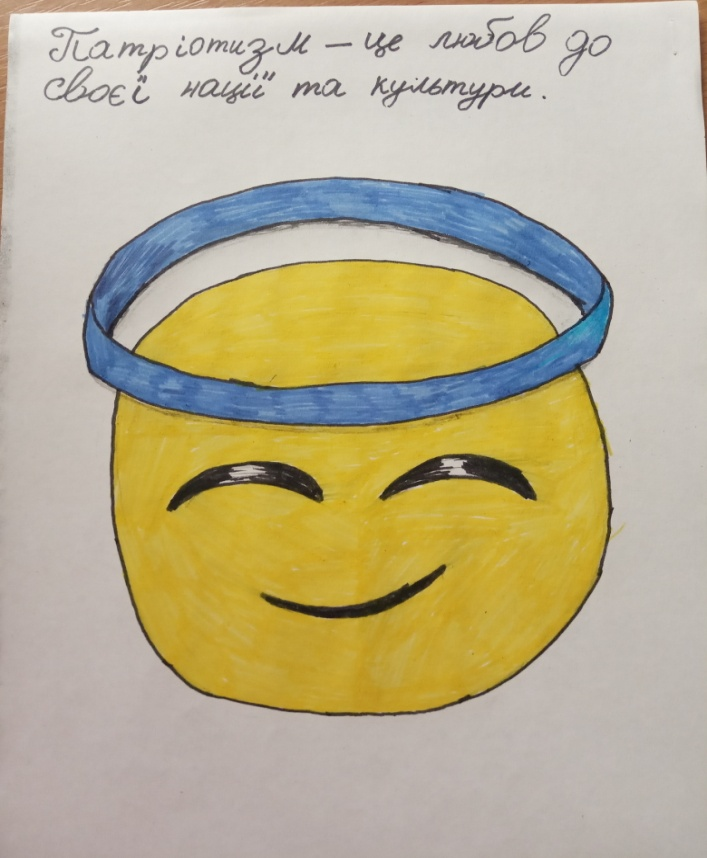 Патріотизм — це любов до
своєї нації та культури.